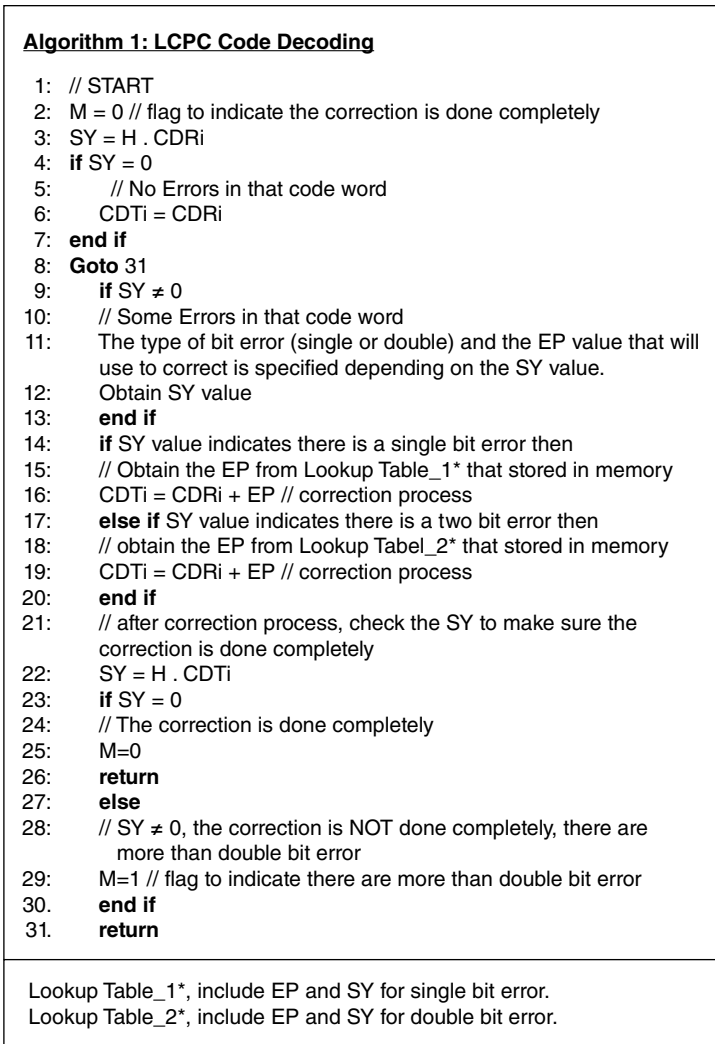 Algorithm 1: LCPC Code Decoding
1: // START
2: M = 0 // flag to indicate the correction is done completely
3: SY = H . CDRi
4: if SY = 0
5: // No Errors in that code word
6: CDTi = CDRi
7: end if
8: Goto 31
9: if SY ≠ 0
10: // Some Errors in that code word
11: The type of bit error (single or double) and the EP value that will
use to correct is specified depending on the SY value.
12: Obtain SY value
13: end if
14: if SY value indicates there is a single bit error then
15: // Obtain the EP from Lookup Table_1* that stored in memory
16: CDTi = CDRi + EP // correction process
17: else if SY value indicates there is a two bit error then
18: // obtain the EP from Lookup Tabel_2* that stored in memory
19: CDTi = CDRi + EP // correction process
20: end if
21: // after correction process, check the SY to make sure the
correction is done completely
22: SY = H . CDTi
23: if SY = 0
24: // The correction is done completely
25: M=0
26: return
27: else
28: // SY ≠ 0, the correction is NOT done completely, there are
more than double bit error
29: M=1 // flag to indicate there are more than double bit error
30. end if
31. return
Lookup Table_1*, include EP and SY for single bit error.
Lookup Table_2*, include EP and SY for double bit error.